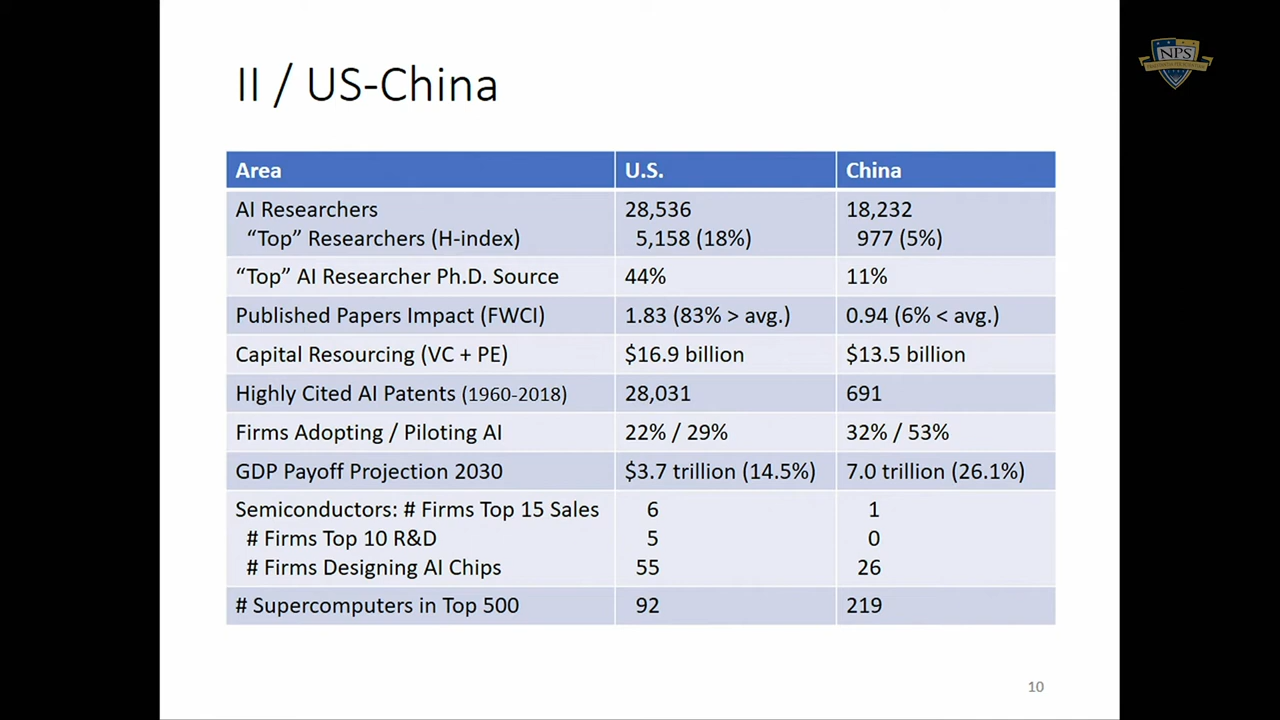 NPS
II / US-China
Area U.S. China
AI Researchers 28,536 18,232
“Top” Researchers (H-index) 5,158 (18%) 977 (5%)
“Top” AI Researcher Ph.D. Source 44% 11%
Published Papers Impact (FWCI) 1.83 (83% > avg.) 0.94 (6% < avg.)
Capital Resourcing (VC + PE) $16.9 billion $13.5 billion
Highly Cited AI Patents (1960-2018) 28,031 691
Firms Adopting / Piloting AI 22% / 29% 32% / 53%
GDP Payoff Projection 2030 $3.7 trillion (14.5%) 7.0 trillion (26.1%)
Semiconductors: # Firms Top 15 Sales 6 1
# Firms Top 10 R&D 5 0
# Firms Designing AI Chips 55 26
# Supercomputers in Top 500 92 219
10